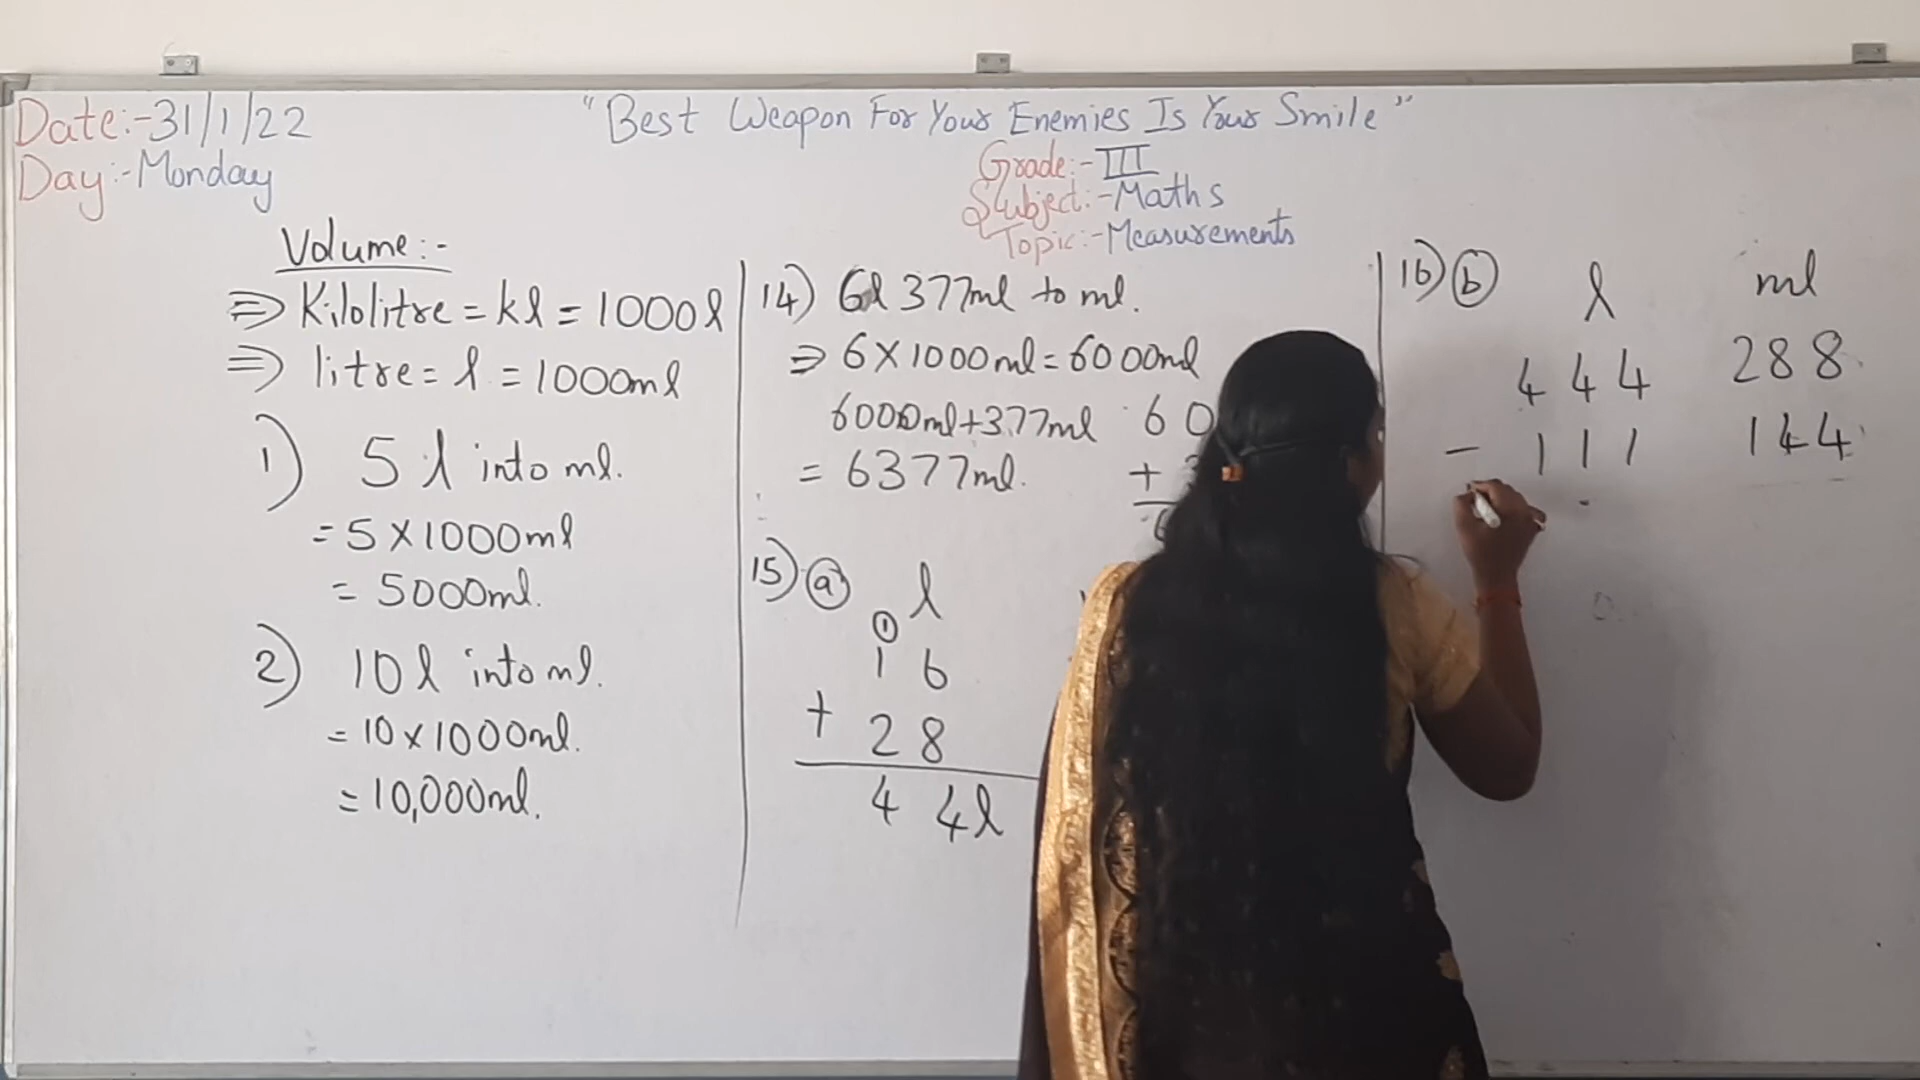 Date:-31/1/22
Day:-Monday
"Best Weapon For Your Enemies Is Your Smile"
Grade:-III
Subject:-Maths
Topic:-Measurements
Volume:-
⇒ Kilolitre = kl = 1000l
⇒ litre = l = 1000ml
1) 5 l into ml.
= 5 × 1000ml
= 5000ml.
2) 10 l into ml.
= 10 × 1000ml.
= 10,000ml.
14) 6l 377ml to ml.
⇒ 6 × 1000ml = 6000ml
6000ml + 377ml
= 6377ml.
6 0
+
15) a l
1
1 6
+ 2 8
4 4l
16) b l ml
4 4 4 2 8 8
- 1 1 1 1 4 4